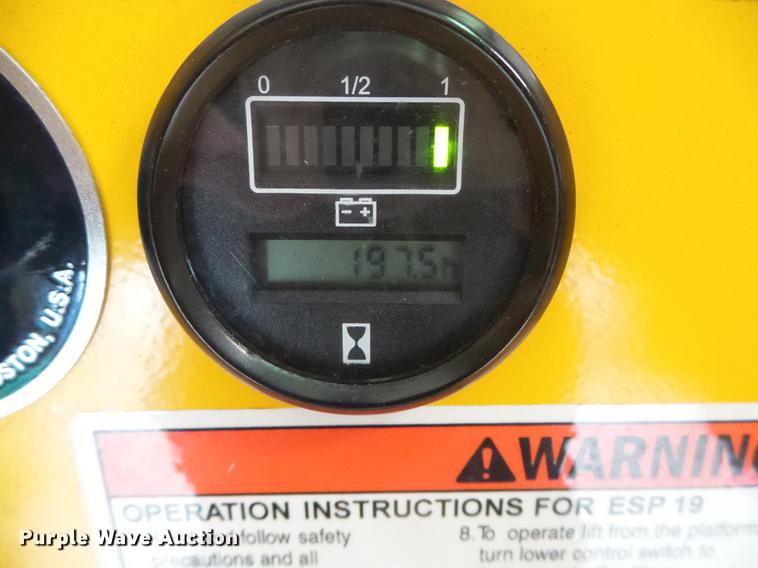 0 1/2 1
- +
197.5h
STON, U.S.A.
WARNIN
OPERATION INSTRUCTIONS FOR ESP 19
follow safety
precautions and all
8. To operate lift from the platform
turn lower control switch to
Purple Wave Auction